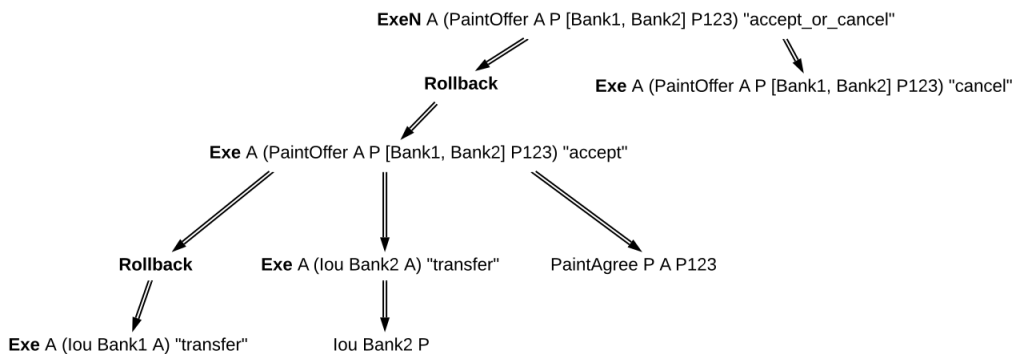 ExeN A (PaintOffer A P [Bank1, Bank2] P123) "accept_or_cancel"
Rollback
Exe A (PaintOffer A P [Bank1, Bank2] P123) "cancel"
Exe A (PaintOffer A P [Bank1, Bank2] P123) "accept"
Rollback
Exe A (Iou Bank2 A) "transfer"
PaintAgree P A P123
Exe A (Iou Bank1 A) "transfer"
Iou Bank2 P